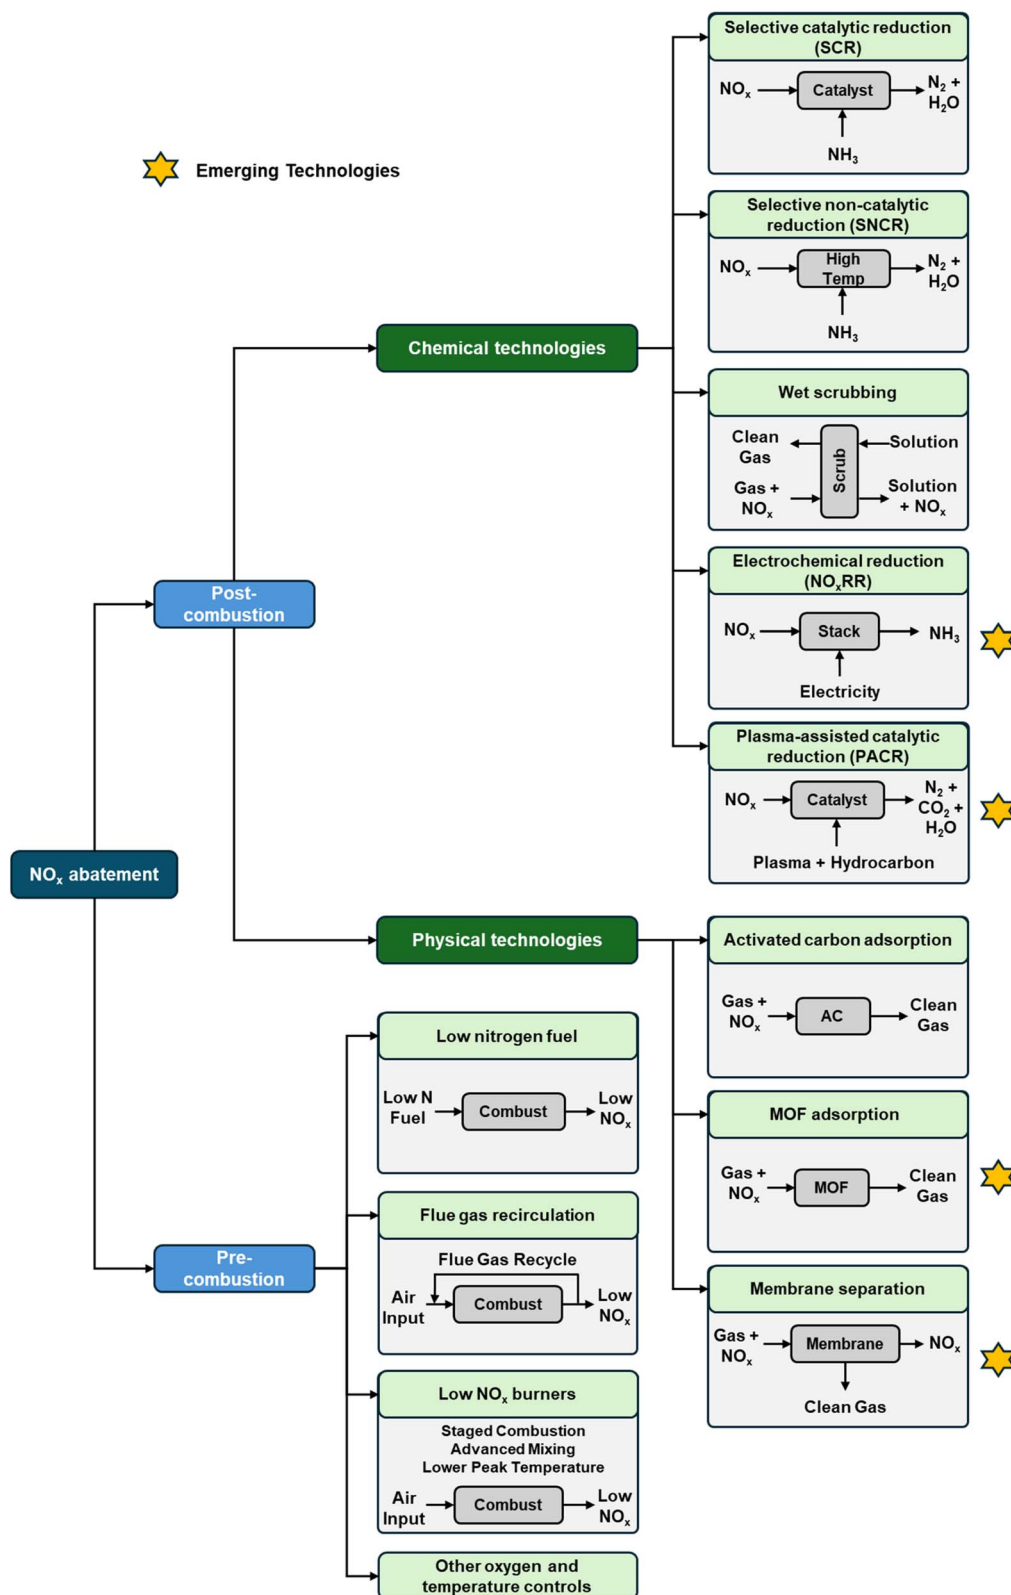 Emerging Technologies
NOₓ abatement
Post-
combustion
Chemical technologies
Selective catalytic reduction
(SCR)
NOₓ
Catalyst
N₂ +
H₂O
NH₃
Selective non-catalytic
reduction (SNCR)
NOₓ
High
Temp
N₂ +
H₂O
NH₃
Wet scrubbing
Clean
Gas
Solution
Scrub
Gas +
NOₓ
Solution
+ NOₓ
Electrochemical reduction
(NOₓRR)
NOₓ
Stack
NH₃
Electricity
Plasma-assisted catalytic
reduction (PACR)
NOₓ
Catalyst
N₂ +
CO₂ +
H₂O
Plasma + Hydrocarbon
Physical technologies
Activated carbon adsorption
Gas +
NOₓ
AC
Clean
Gas
MOF adsorption
Gas +
NOₓ
MOF
Clean
Gas
Membrane separation
Gas +
NOₓ
Membrane
NOₓ
Clean Gas
Pre-
combustion
Low nitrogen fuel
Low N
Fuel
Combust
Low
NOₓ
Flue gas recirculation
Flue Gas Recycle
Air
Input
Combust
Low
NOₓ
Low NOₓ burners
Staged Combustion
Advanced Mixing
Lower Peak Temperature
Air
Input
Combust
Low
NOₓ
Other oxygen and
temperature controls